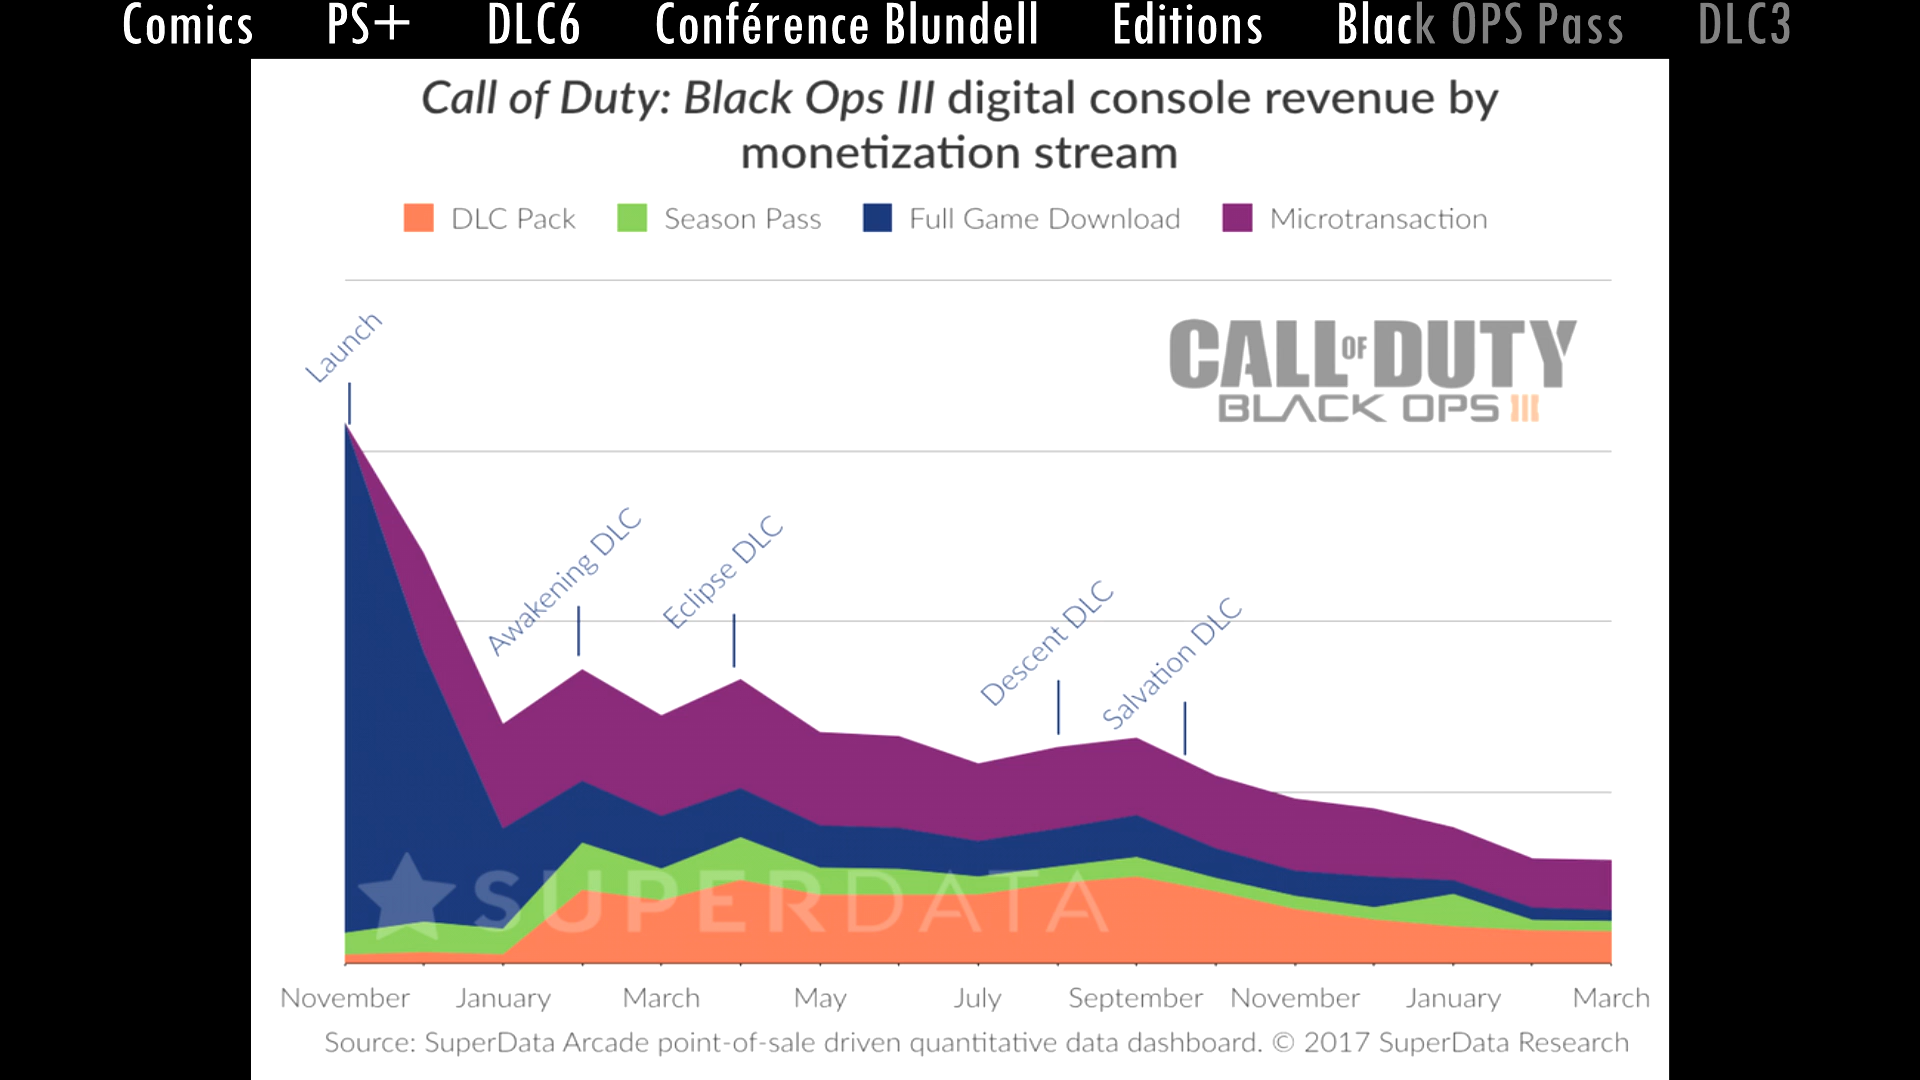 Comics PS+ DLC6 Conférence Blundell Editions Black OPS Pass DLC3
Call of Duty: Black Ops III digital console revenue by
monetization stream
DLC Pack Season Pass Full Game Download Microtransaction
Launch
CALL OF DUTY
BLACK OPS III
Awakening DLC
Eclipse DLC
Descent DLC
Salvation DLC
SUPERDATA
November January March May July September November January March
Source: SuperData Arcade point-of-sale driven quantitative data dashboard. © 2017 SuperData Research